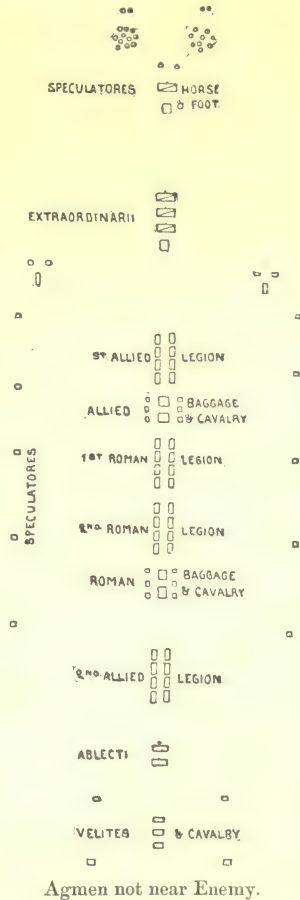 SPECULATORES HORSE
& FOOT
EXTRAORDINARII
1ST ALLIED LEGION
ALLIED BAGGAGE
& CAVALRY
1ST ROMAN LEGION
SPECULATORES
2ND ROMAN LEGION
ROMAN BAGGAGE
& CAVALRY
2ND ALLIED LEGION
ABLECTI
VELITES & CAVALRY
Agmen not near Enemy.